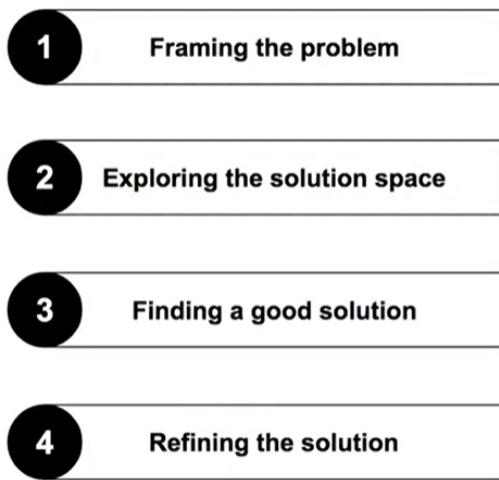 1 Framing the problem
2 Exploring the solution space
3 Finding a good solution
4 Refining the solution